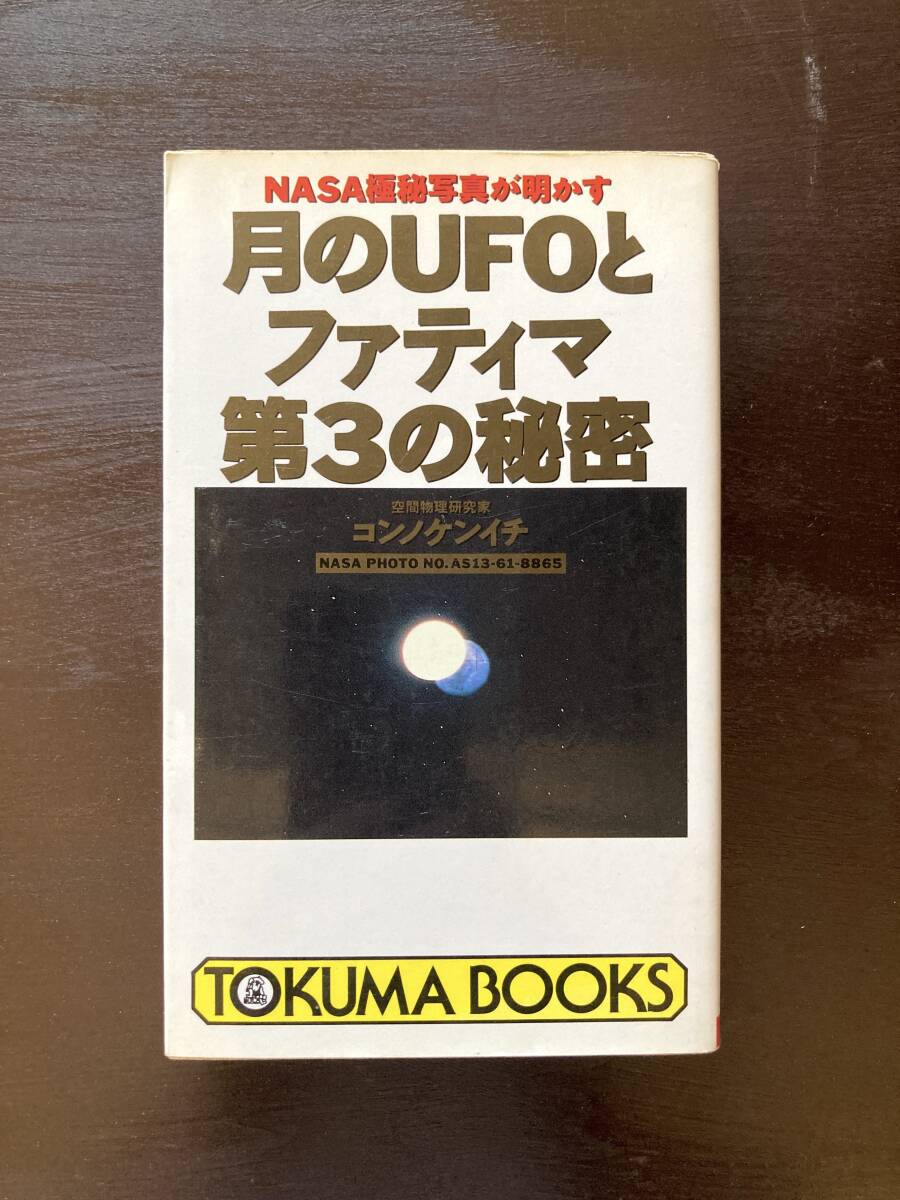 NASA極秘写真が明かす
月のUFOと
ファティマ
第3の秘密
空間物理研究家
コンノケンイチ
NASA PHOTO NO.AS13-61-8865
TOKUMA BOOKS